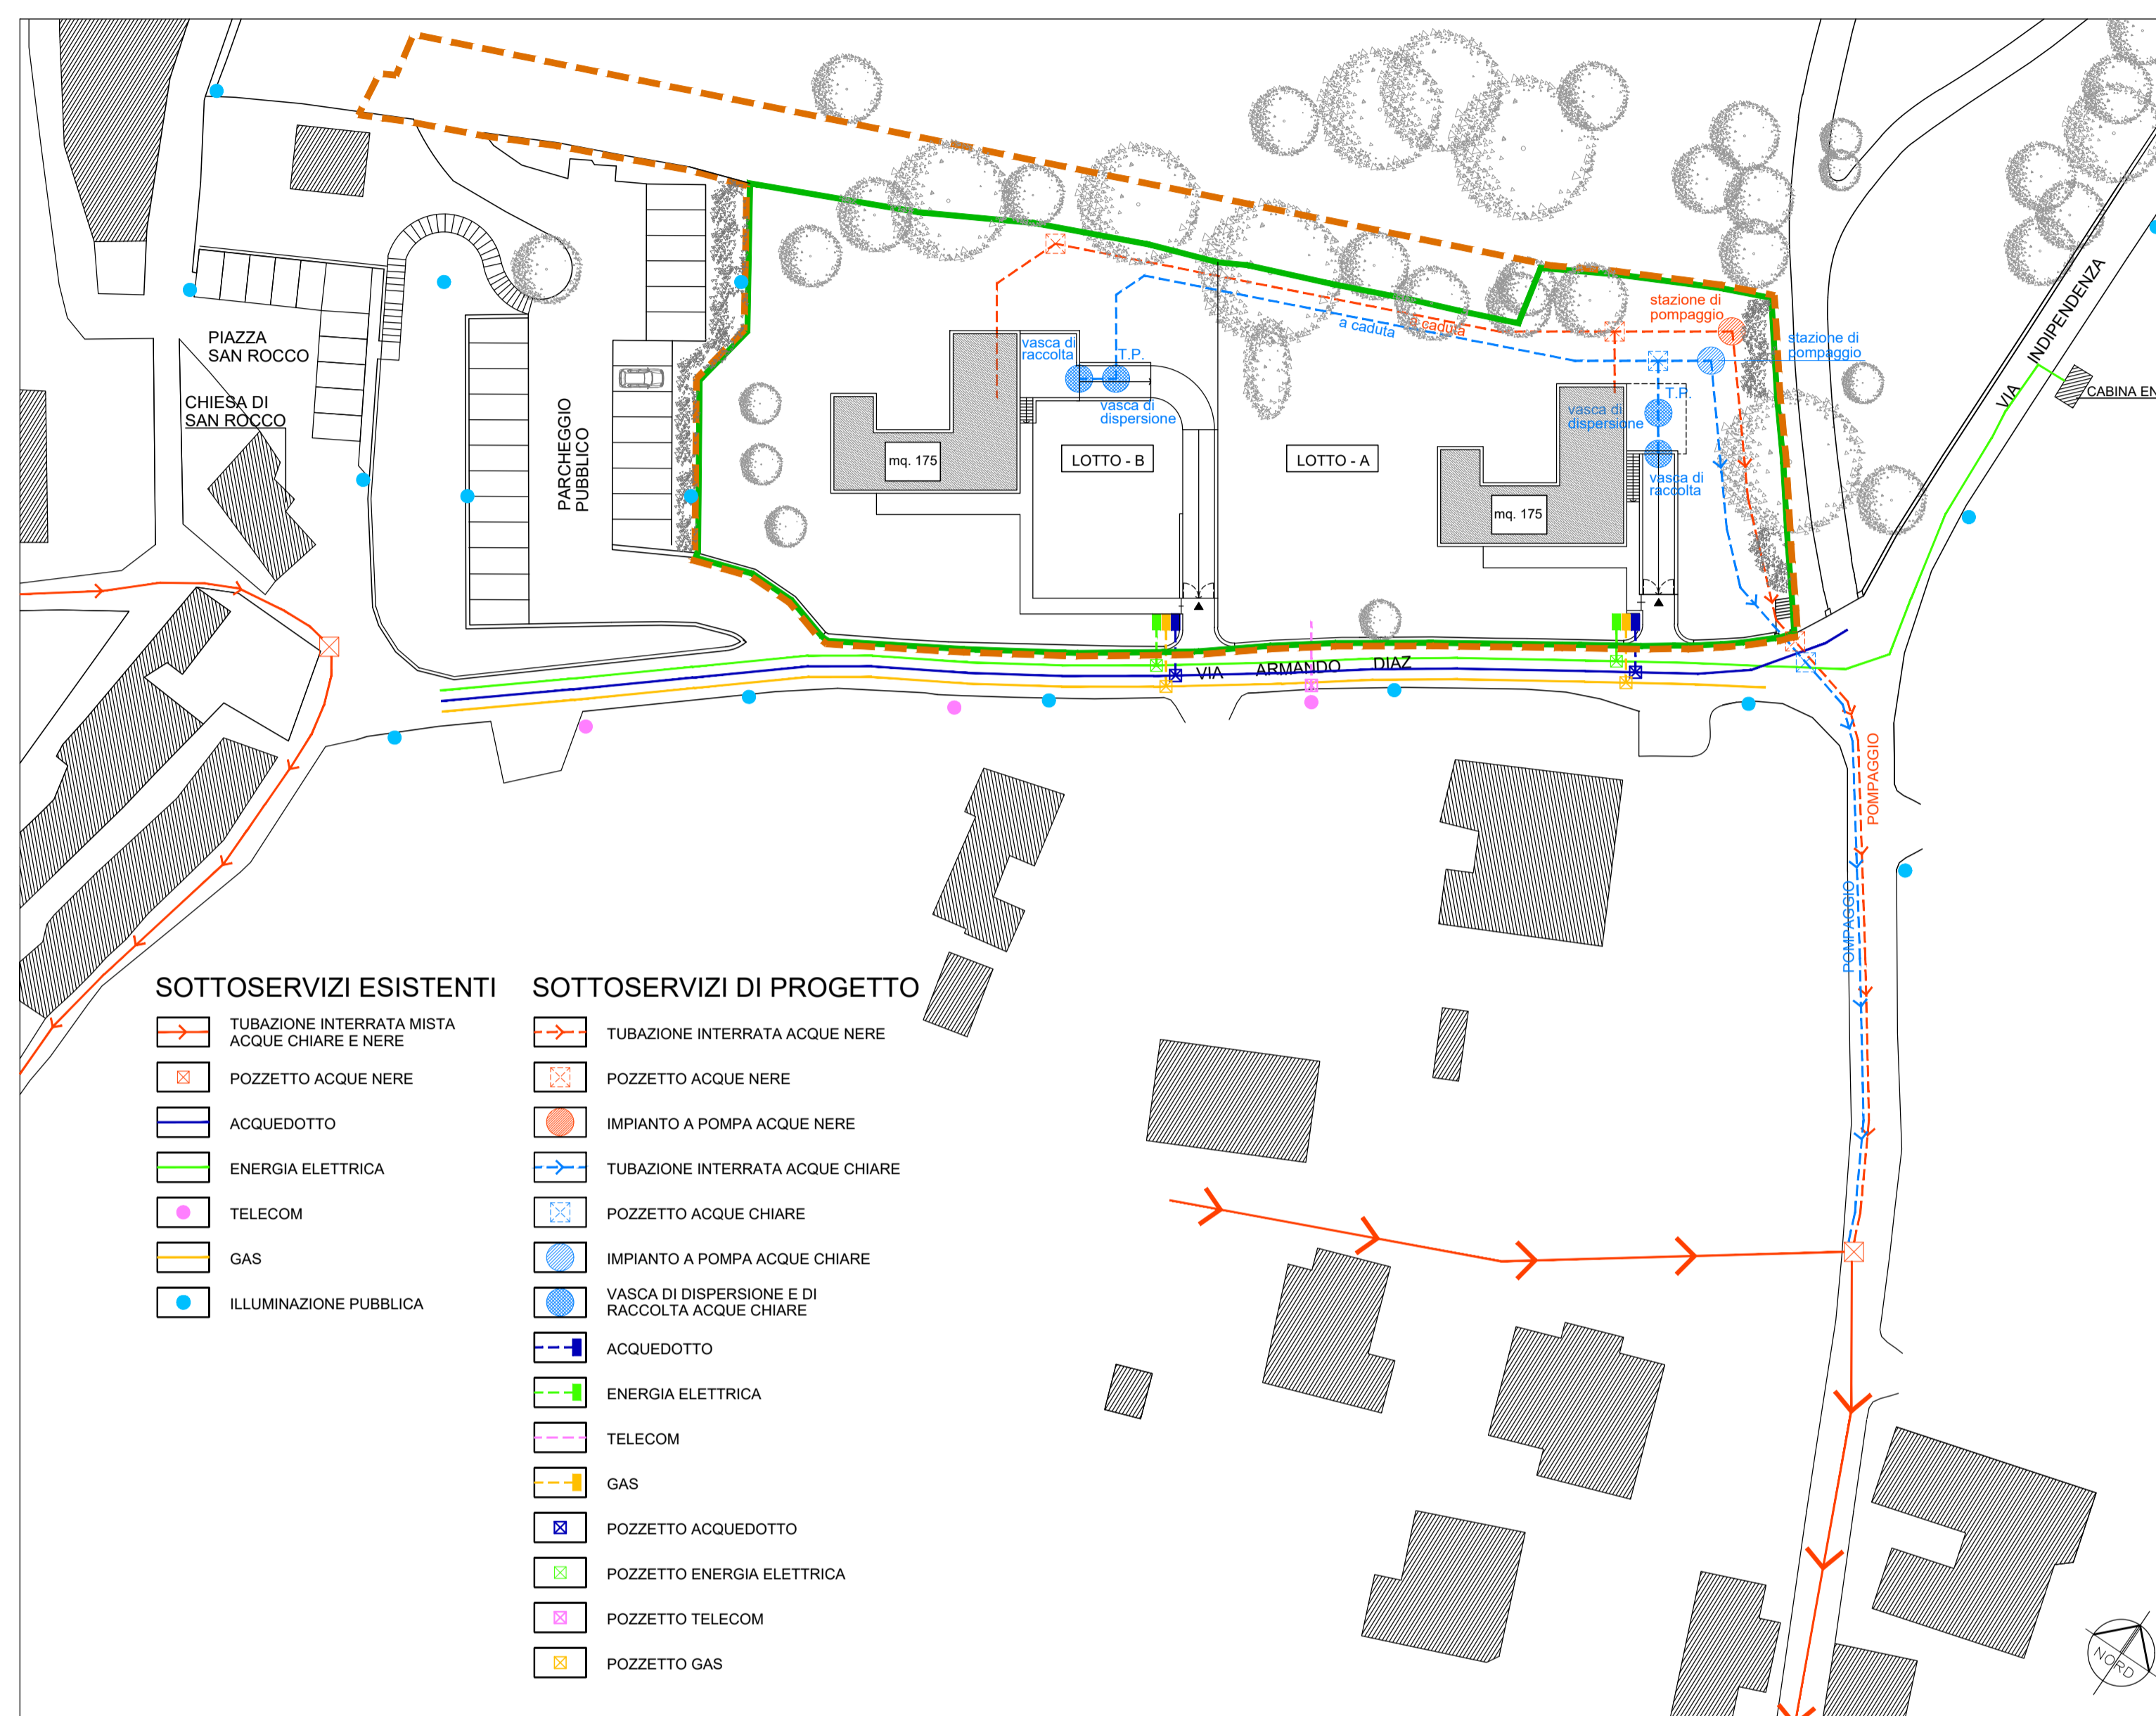 PIAZZA
SAN ROCCO
CHIESA DI
SAN ROCCO
PARCHEGGIO
PUBBLICO
vasca di
raccolta
T.P.
vasca di
dispersione
mq. 175
LOTTO - B
LOTTO - A
a caduta
a caduta
stazione di
pompaggio
stazione di
pompaggio
T.P.
vasca di
dispersione
vasca di
raccolta
mq. 175
VIA INDIPENDENZA
CABINA EN
VIA ARMANDO DIAZ
POMPAGGIO
POMPAGGIO
SOTTOSERVIZI ESISTENTI
TUBAZIONE INTERRATA MISTA
ACQUE CHIARE E NERE
POZZETTO ACQUE NERE
ACQUEDOTTO
ENERGIA ELETTRICA
TELECOM
GAS
ILLUMINAZIONE PUBBLICA
SOTTOSERVIZI DI PROGETTO
TUBAZIONE INTERRATA ACQUE NERE
POZZETTO ACQUE NERE
IMPIANTO A POMPA ACQUE NERE
TUBAZIONE INTERRATA ACQUE CHIARE
POZZETTO ACQUE CHIARE
IMPIANTO A POMPA ACQUE CHIARE
VASCA DI DISPERSIONE E DI
RACCOLTA ACQUE CHIARE
ACQUEDOTTO
ENERGIA ELETTRICA
TELECOM
GAS
POZZETTO ACQUEDOTTO
POZZETTO ENERGIA ELETTRICA
POZZETTO TELECOM
POZZETTO GAS
NORD